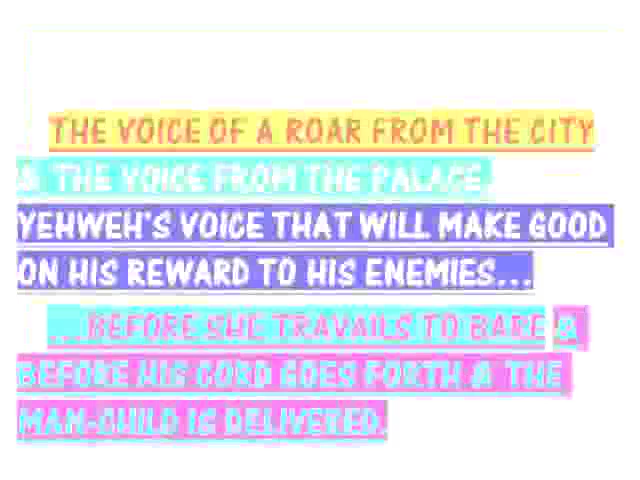 THE VOICE OF A ROAR FROM THE CITY
& THE VOICE FROM THE PALACE,
YEHWEH'S VOICE THAT WILL MAKE GOOD
ON HIS REWARD TO HIS ENEMIES...
...BEFORE SHE TRAVAILS TO BARE &
BEFORE HIS CORD GOES FORTH & THE
MAN-CHILD IS DELIVERED.